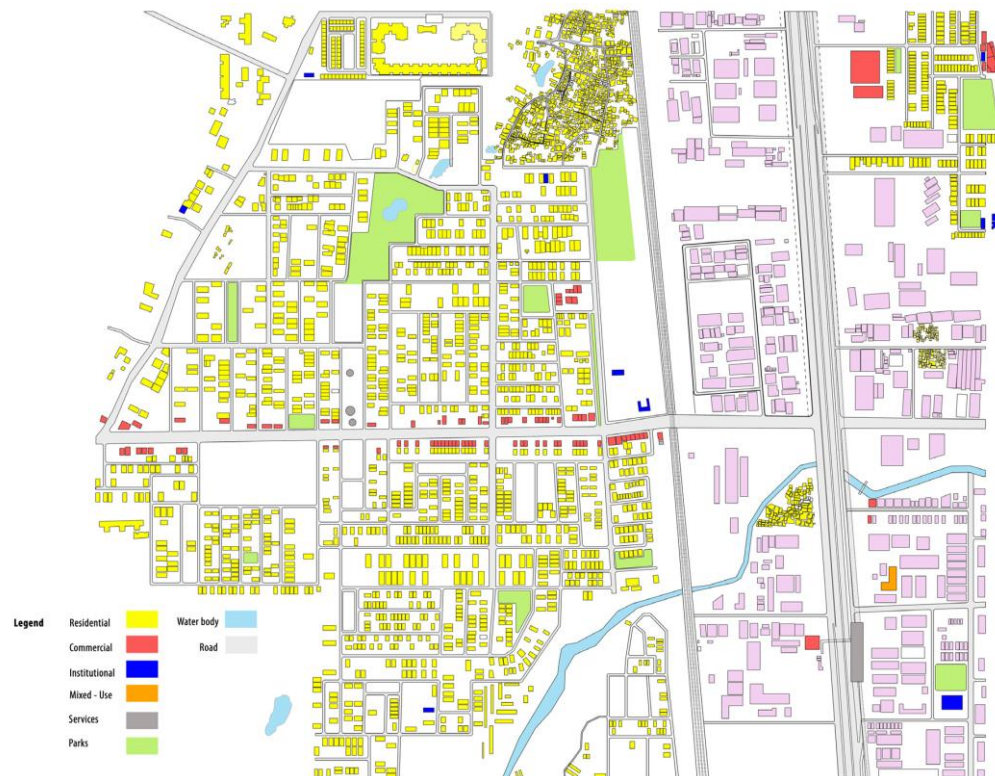 Legend
Residential
Commercial
Institutional
Mixed - Use
Services
Parks
Water body
Road